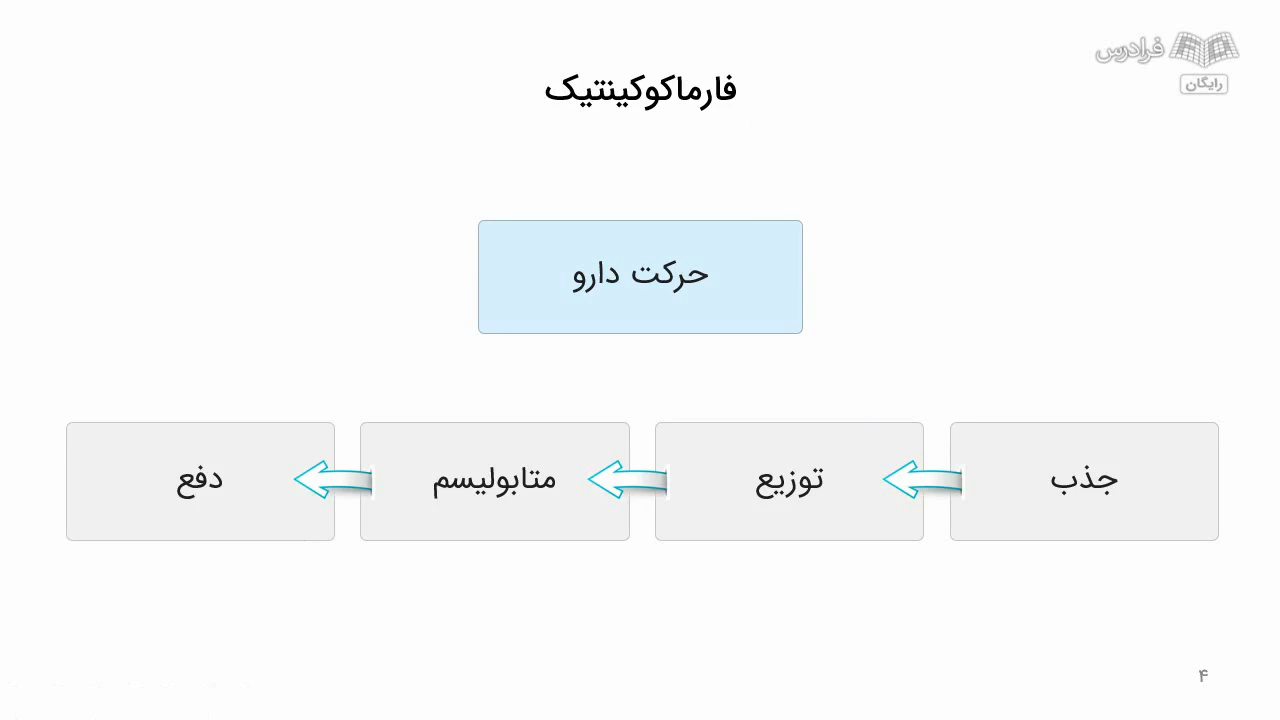 فرادرس
رایگان
فارماکوکینتیک
حرکت دارو
جذب
توزیع
متابولیسم
دفع
۴